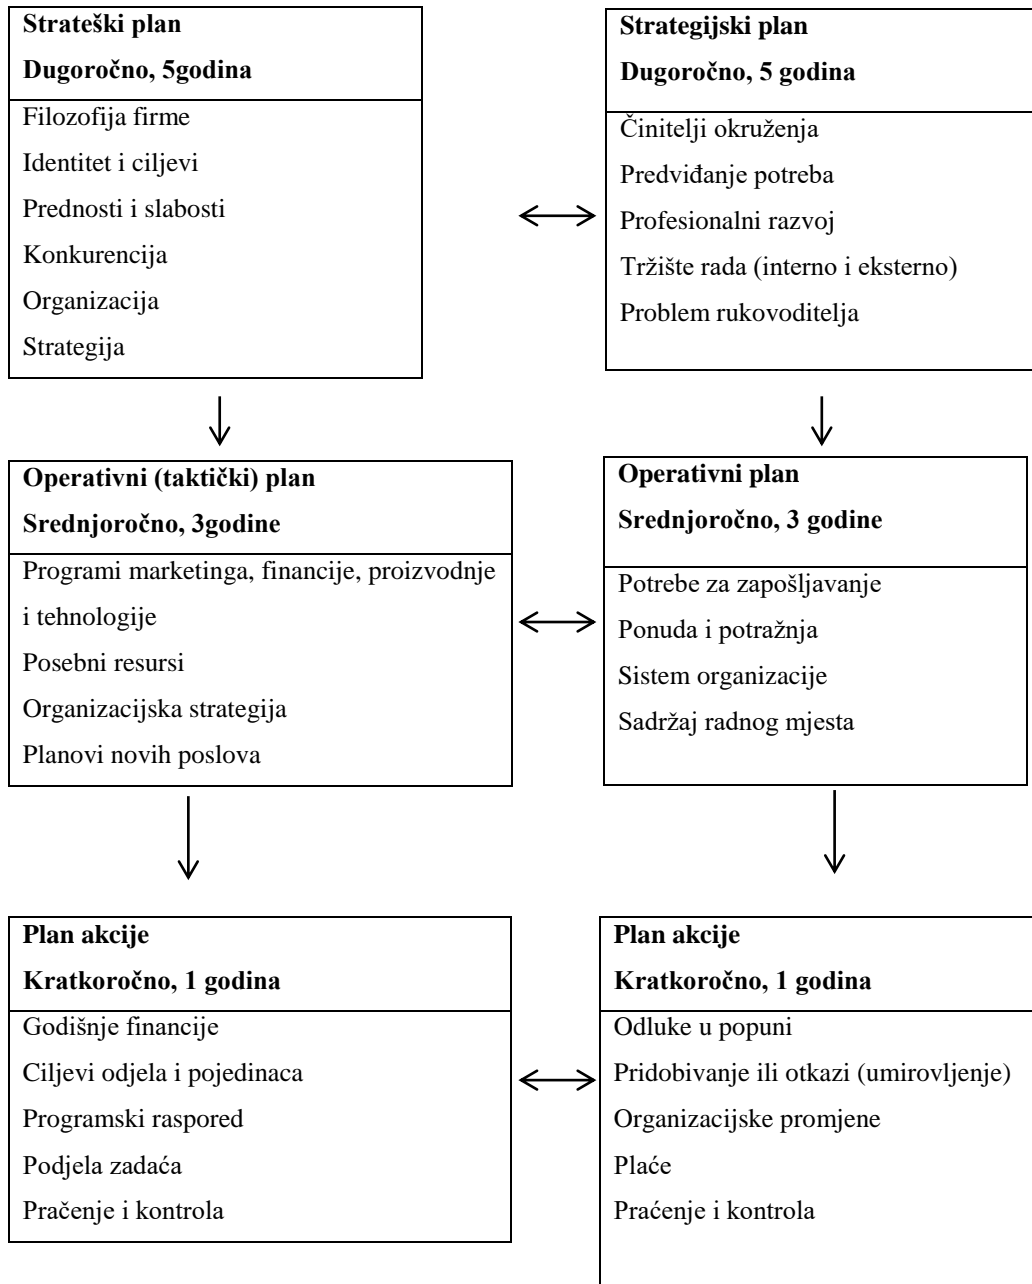 Strateški plan
Dugoročno, 5godina
Filozofija firme
Identitet i ciljevi
Prednosti i slabosti
Konkurencija
Organizacija
Strategija
Strategijski plan
Dugoročno, 5 godina
Činitelji okruženja
Predviđanje potreba
Profesionalni razvoj
Tržište rada (interno i eksterno)
Problem rukovoditelja
Operativni (taktički) plan
Srednjoročno, 3godine
Programi marketinga, financije, proizvodnje
i tehnologije
Posebni resursi
Organizacijska strategija
Planovi novih poslova
Operativni plan
Srednjoročno, 3 godine
Potrebe za zapošljavanje
Ponuda i potražnja
Sistem organizacije
Sadržaj radnog mjesta
Plan akcije
Kratkoročno, 1 godina
Godišnje financije
Ciljevi odjela i pojedinaca
Programski raspored
Podjela zadaća
Pračenje i kontrola
Plan akcije
Kratkoročno, 1 godina
Odluke u popuni
Pridobivanje ili otkazi (umirovljenje)
Organizacijske promjene
Plaće
Praćenje i kontrola